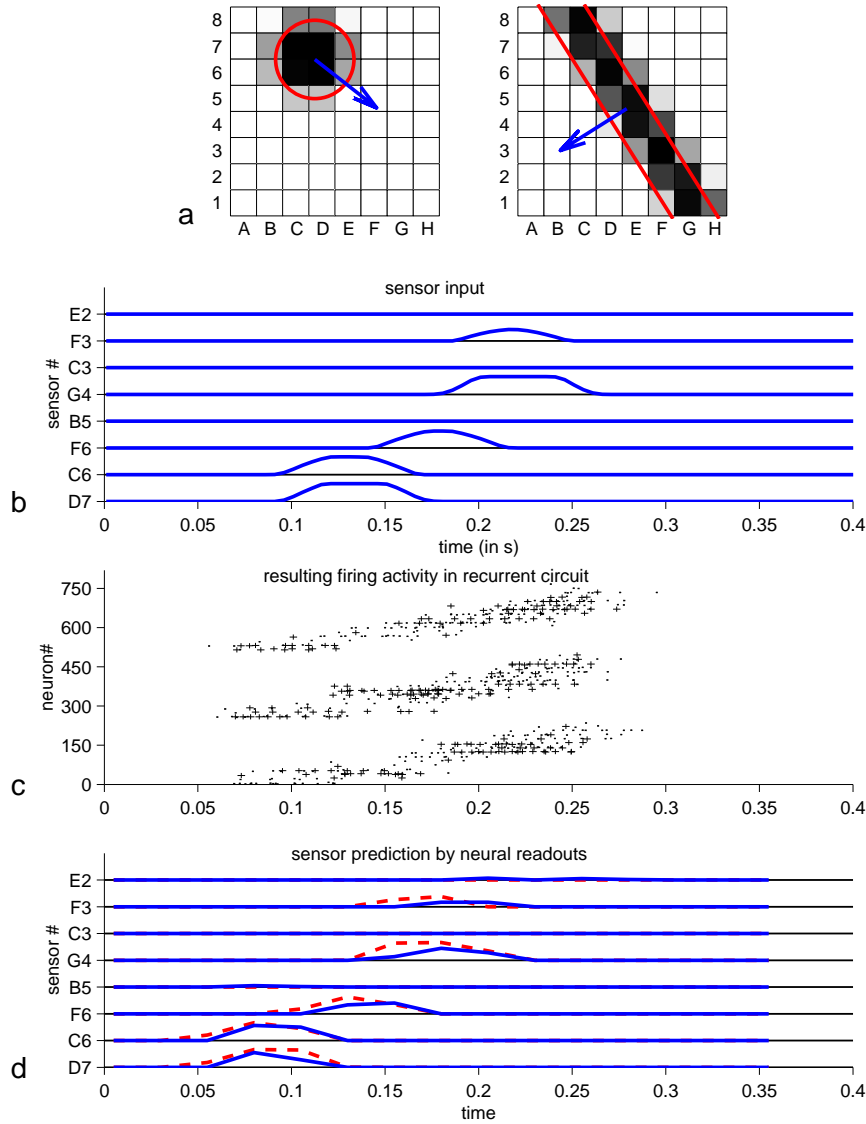 8
7
6
5
4
3
2
1
A B C D E F G H
a
8
7
6
5
4
3
2
1
A B C D E F G H
sensor input
sensor #
E2
F3
C3
G4
B5
F6
C6
D7
b
0 0.05 0.1 0.15 0.2 0.25 0.3 0.35 0.4
time (in s)
resulting firing activity in recurrent circuit
neuron#
750
600
450
300
150
0
c
0 0.05 0.1 0.15 0.2 0.25 0.3 0.35 0.4
sensor prediction by neural readouts
sensor #
E2
F3
C3
G4
B5
F6
C6
D7
d
0 0.05 0.1 0.15 0.2 0.25 0.3 0.35 0.4
time